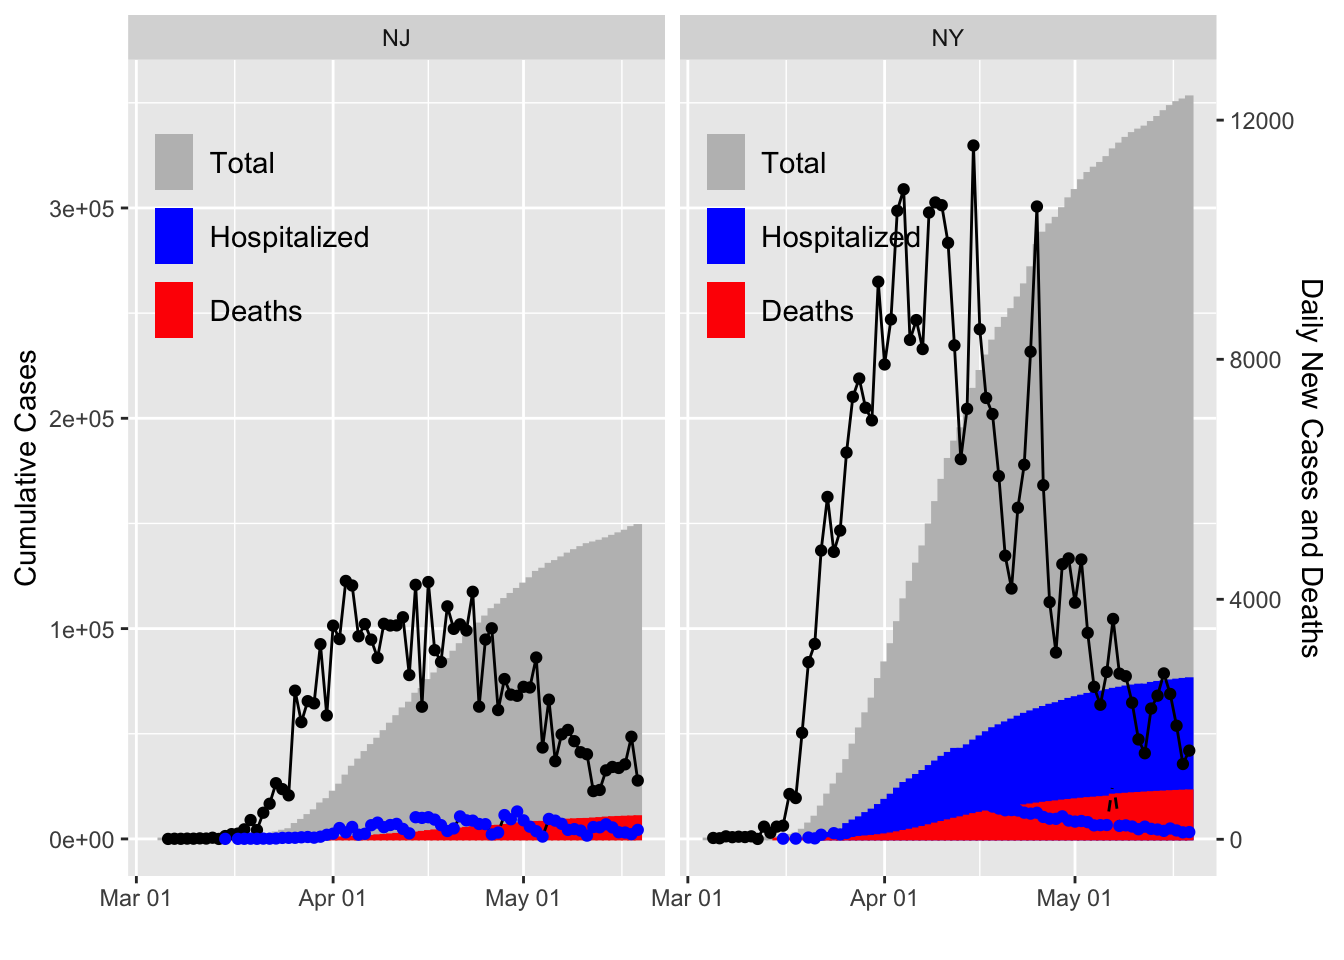 NJ
NY
Total
Hospitalized
Deaths
Total
Hospitalized
Deaths
Cumulative Cases
3e+05
2e+05
1e+05
0e+00
12000
8000
4000
0
Daily New Cases and Deaths
Mar 01
Apr 01
May 01
Mar 01
Apr 01
May 01